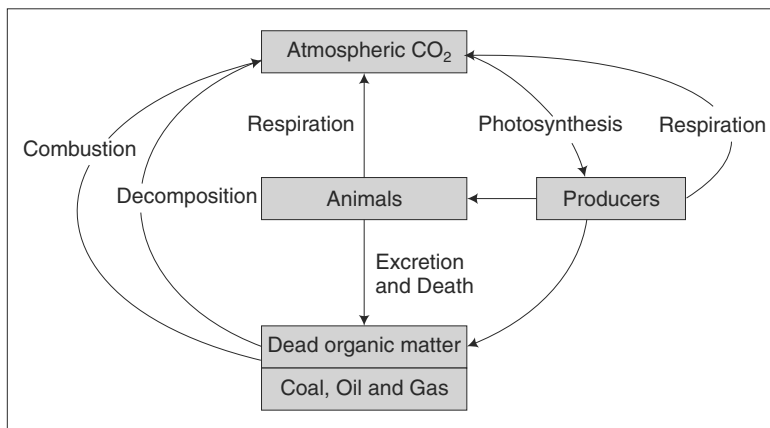 Atmospheric CO₂
Respiration
Photosynthesis
Respiration
Combustion
Decomposition
Animals
Producers
Excretion
and Death
Dead organic matter
Coal, Oil and Gas